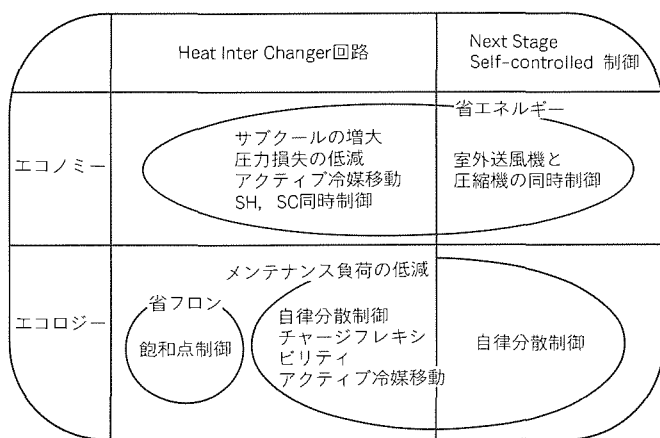 Heat Inter Changer回路
Next Stage
Self-controlled 制御
エコノミー
省エネルギー
サブクールの増大
圧力損失の低減
アクティブ冷媒移動
SH, SC同時制御
室外送風機と
圧縮機の同時制御
エコロジー
メンテナンス負荷の低減
省フロン
飽和点制御
自律分散制御
チャージフレキシ
ビリティ
アクティブ冷媒移動
自律分散制御